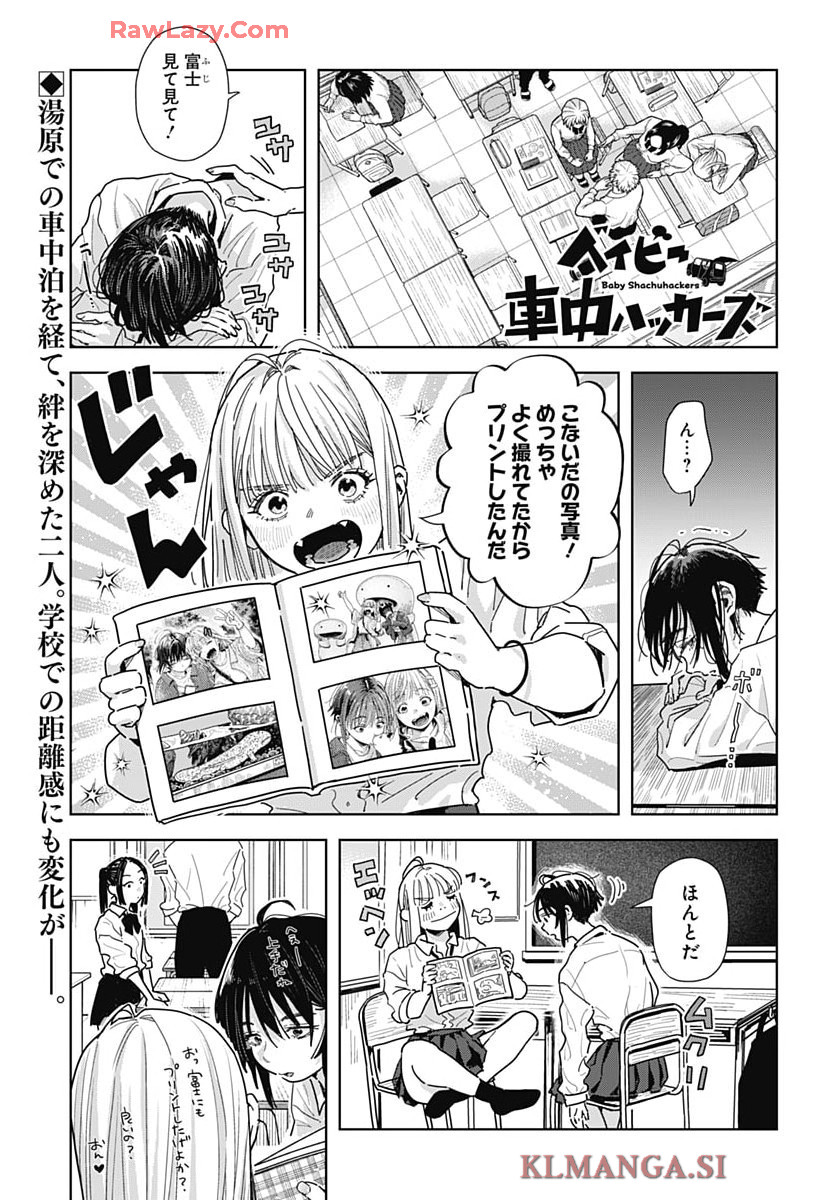 RawLazy.Com
◆湯原での車中泊を経て、絆を深めた二人。学校での距離感にも変化が――。
ベイビー
Baby Shachuhackers
車中ハッカーズ
富士
ふじ
見て見て！
ユサ
ユサ
ユサ
ユサ
ん…？
ボー…
こないだの写真！
めっちゃ
よく撮れてたから
プリントしたんだ
じゃん
ほんとだ
フンス
エッヘン
ムクリ
へぇー
上手だね
おっ富士にも
プリントしたげよか？
良いの？
おん♥
KLMANGA.SI